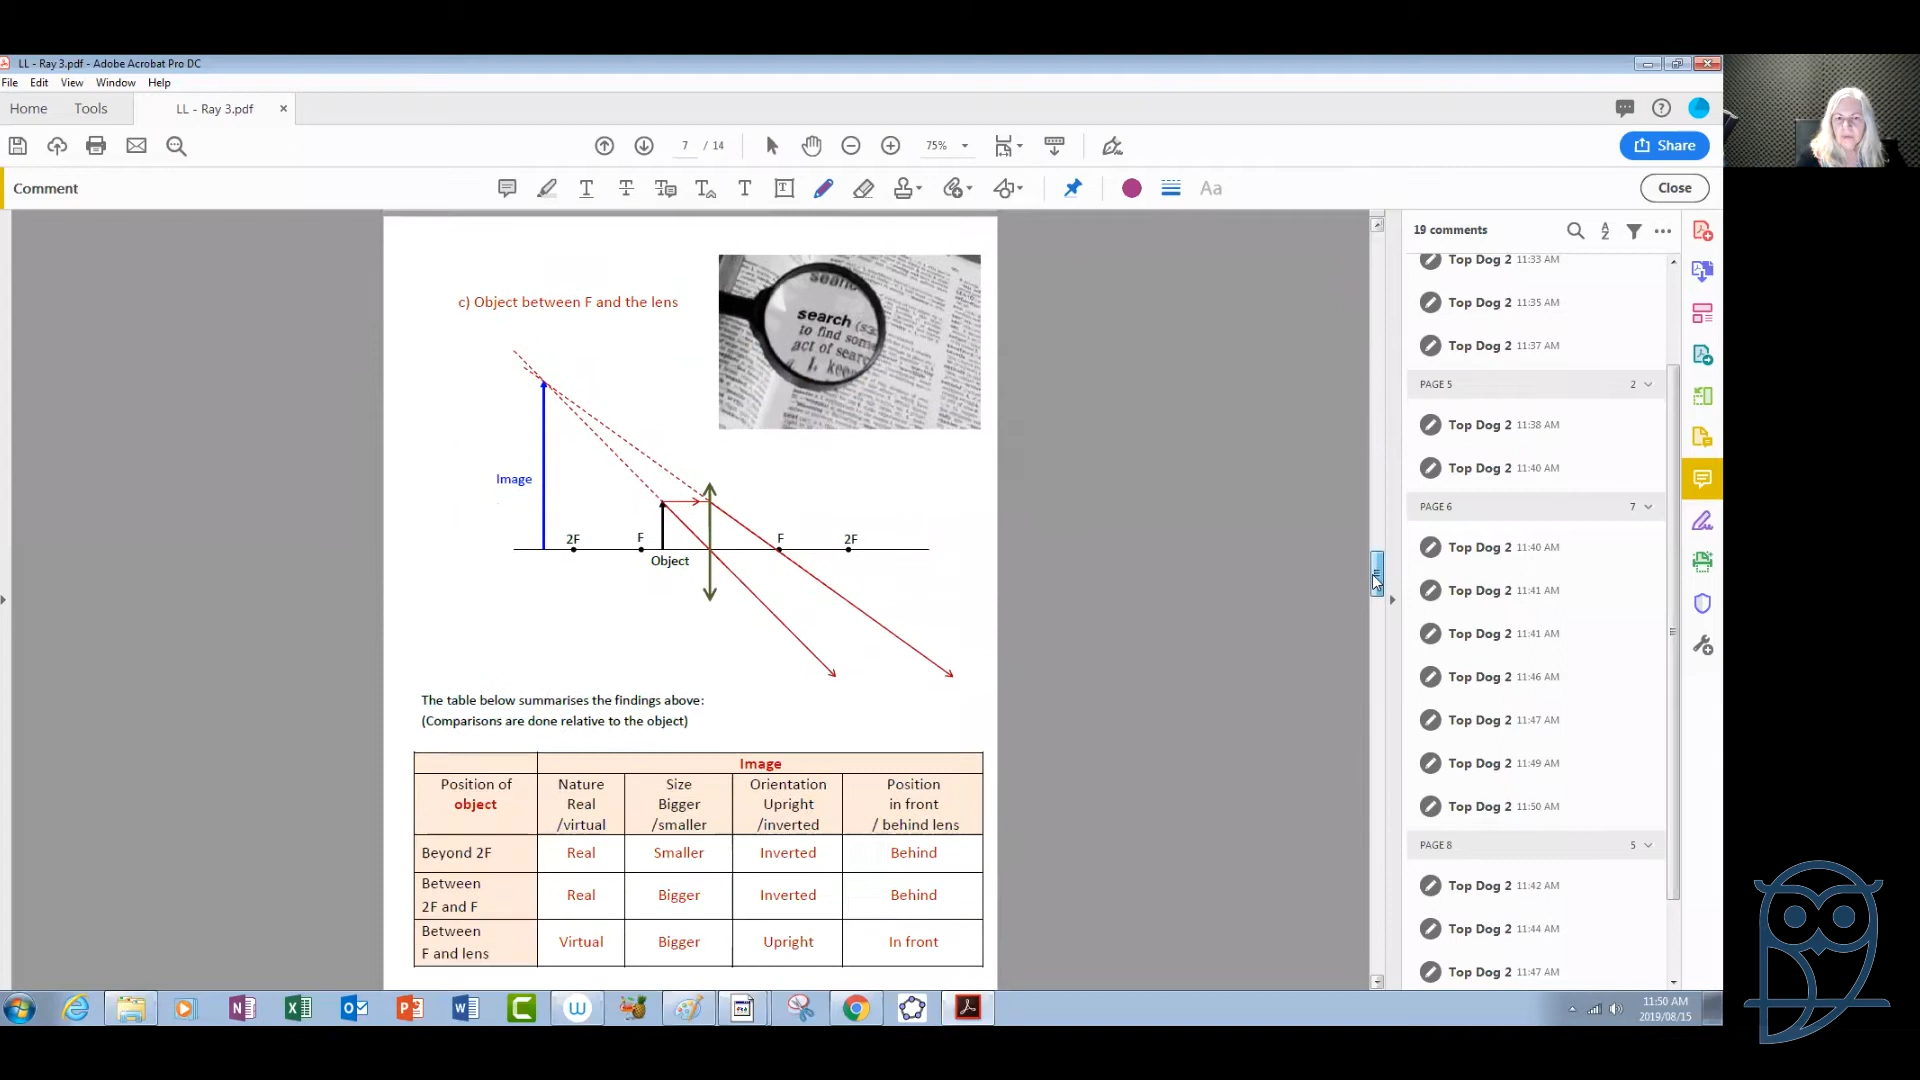 LL - Ray 3.pdf - Adobe Acrobat Pro DC
File Edit View Window Help
Home Tools LL - Ray 3.pdf ×
7 / 14 75% Share
Comment Aa Close
19 comments
Top Dog 2 11:33 AM
Top Dog 2 11:35 AM
Top Dog 2 11:37 AM
PAGE 5 2
Top Dog 2 11:38 AM
Top Dog 2 11:40 AM
PAGE 6 7
Top Dog 2 11:40 AM
Top Dog 2 11:41 AM
Top Dog 2 11:41 AM
Top Dog 2 11:46 AM
Top Dog 2 11:47 AM
Top Dog 2 11:49 AM
Top Dog 2 11:50 AM
PAGE 8 5
Top Dog 2 11:42 AM
Top Dog 2 11:44 AM
Top Dog 2 11:47 AM
c) Object between F and the lens
search
to find som
act of searc
Image
2F F F 2F
Object
The table below summarises the findings above:
(Comparisons are done relative to the object)
Image
Position of Nature Size Orientation Position
object Real Bigger Upright in front
/virtual /smaller /inverted / behind lens
Beyond 2F Real Smaller Inverted Behind
Between
2F and F Real Bigger Inverted Behind
Between
F and lens Virtual Bigger Upright In front
11:50 AM
2019/08/15